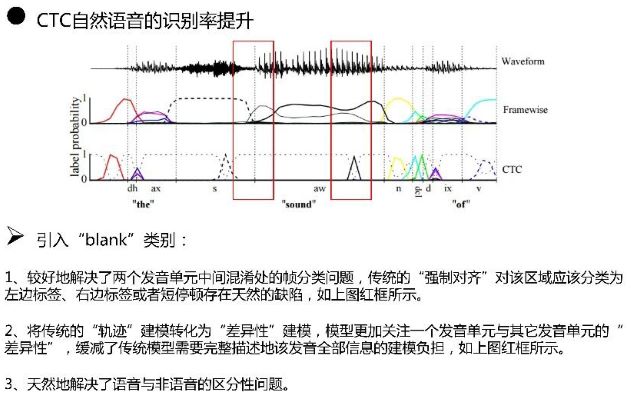 CTC自然语音的识别率提升
Waveform
label probability
1
0
Framewise
1
0
CTC
dh ax s aw n dcl d ix v
"the" "sound" "of"
引入“blank”类别：
1、较好地解决了两个发音单元中间混淆处的帧分类问题，传统的“强制对齐”对该区域应该分类为
左边标签、右边标签或者短停顿存在天然的缺陷，如上图红框所示。
2、将传统的“轨迹”建模转化为“差异性”建模，模型更加关注一个发音单元与其它发音单元的“
差异性”，缓减了传统模型需要完整描述地该发音全部信息的建模负担，如上图红框所示。
3、天然地解决了语音与非语音的区分性问题。